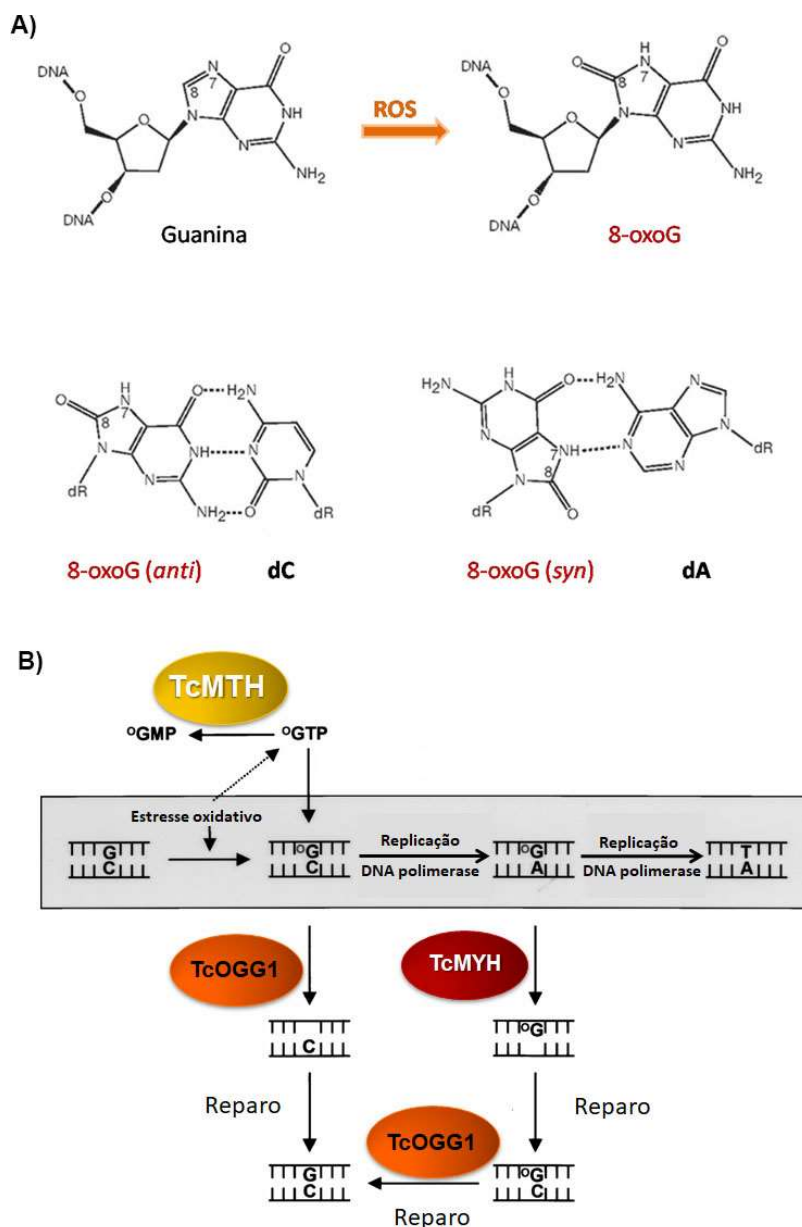 A)
DNA
O
O
N
7
8
N
O
NH
N
NH₂
O
DNA
Guanina
ROS
DNA
O
O
O
H
N
7
8
N
O
NH
N
NH₂
O
DNA
8-oxoG
O
H
N
7
8
N
dR
O
NH
N
NH₂
H₂N
N
N
O
dR
8-oxoG (anti)
dC
H₂N
NH
O
N
7
NH
8
N
dR
O
H₂N
N
N
N
N
dR
8-oxoG (syn)
dA
B)
TcMTH
ᴼGMP
ᴼGTP
Estresse oxidativo
G
C
ᴼG
C
Replicação
DNA polimerase
ᴼG
A
Replicação
DNA polimerase
T
A
TcOGG1
TcMYH
C
ᴼG
Reparo
TcOGG1
Reparo
G
C
ᴼG
C
Reparo